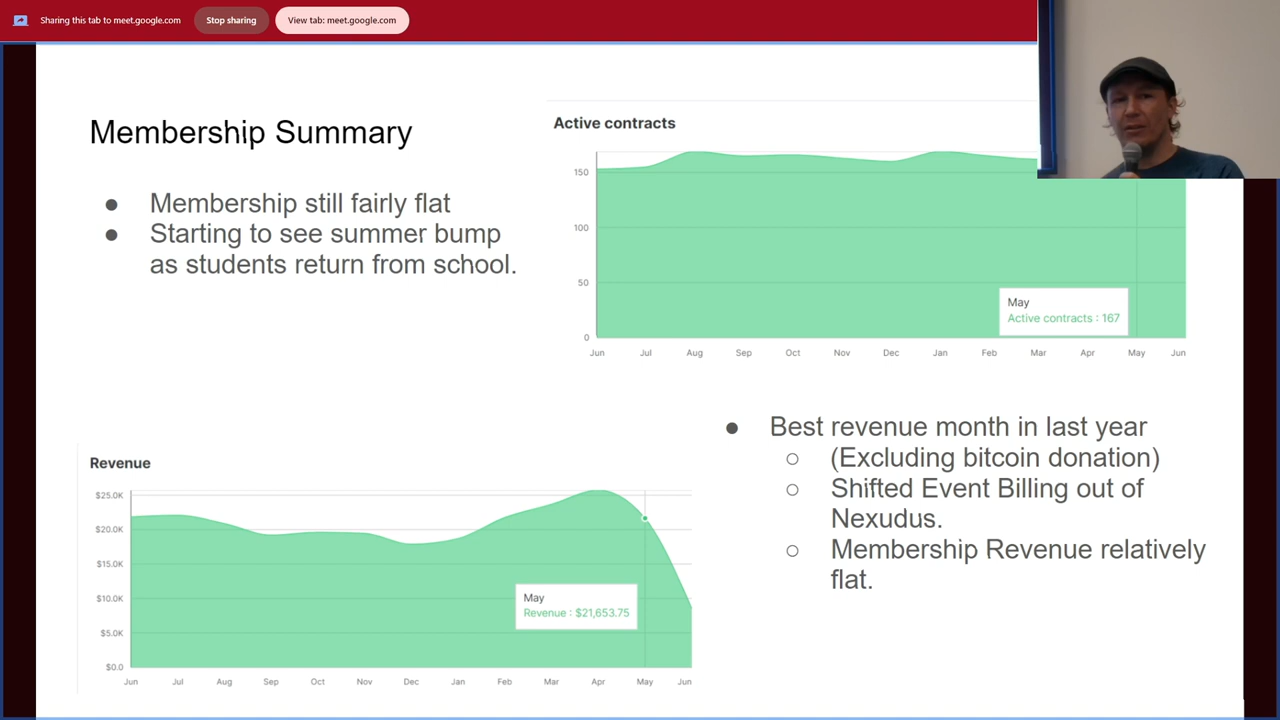 Sharing this tab to meet.google.com
Stop sharing
View tab: meet.google.com
Membership Summary
● Membership still fairly flat
● Starting to see summer bump
as students return from school.
Active contracts
150
100
50
0
May
Active contracts : 167
Jun Jul Aug Sep Oct Nov Dec Jan Feb Mar Apr May Jun
Revenue
$25.0K
$20.0K
$15.0K
$10.0K
$5.0K
$0.0
May
Revenue : $21,653.75
Jun Jul Aug Sep Oct Nov Dec Jan Feb Mar Apr May Jun
● Best revenue month in last year
○ (Excluding bitcoin donation)
○ Shifted Event Billing out of
Nexudus.
○ Membership Revenue relatively
flat.